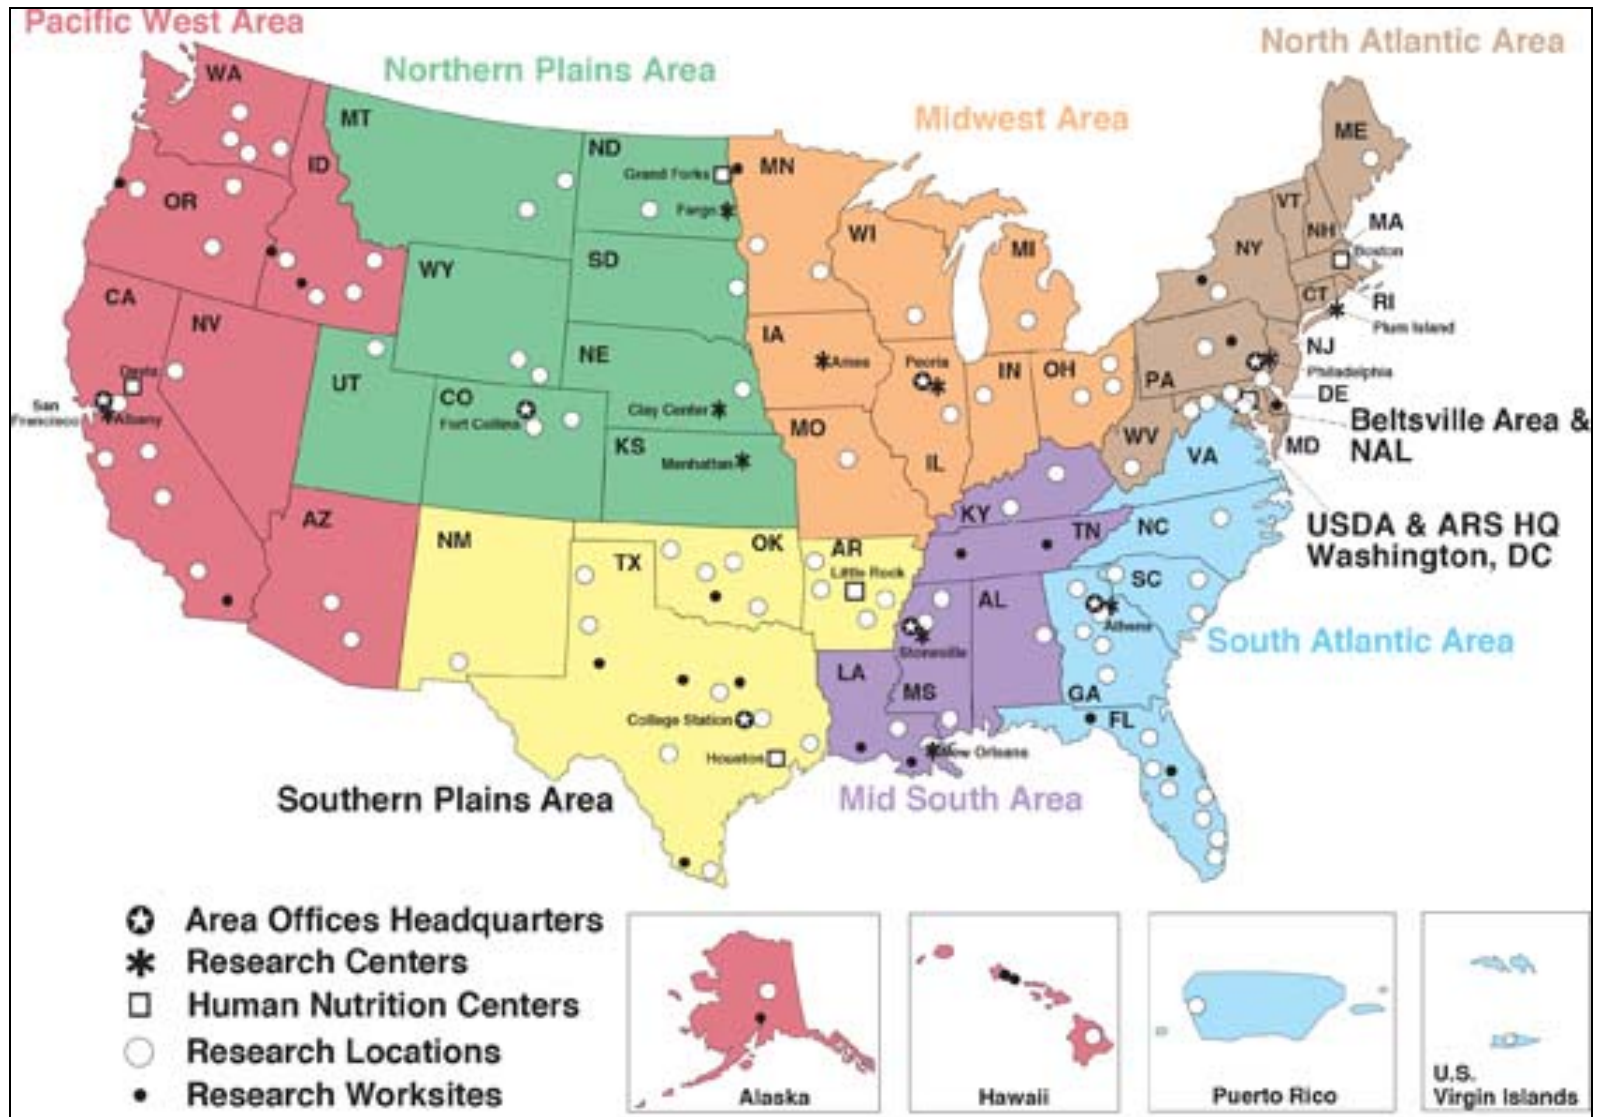 Pacific West Area
North Atlantic Area
Northern Plains Area
Midwest Area
WA
MT
ND
Grand Forks
Fargo
MN
ME
ID
OR
VT
NH
MA
Boston
NY
WI
MI
SD
WY
CT
RI
Plum Island
CA
NV
IA
Ames
Peoria
IN
OH
NE
NJ
Philadelphia
PA
DE
UT
CO
Fort Collins
Clay Center
Davis
San
Francisco
Albany
Beltsville Area &
NAL
MO
KS
Manhattan
IL
WV
MD
VA
AZ
NM
KY
TN
NC
USDA & ARS HQ
Washington, DC
OK
TX
AR
Little Rock
SC
AL
Athens
Stoneville
South Atlantic Area
LA
MS
GA
FL
College Station
Houston
New Orleans
Southern Plains Area
Mid South Area
Area Offices Headquarters
Research Centers
Human Nutrition Centers
Research Locations
Research Worksites
Alaska
Hawaii
Puerto Rico
U.S.
Virgin Islands